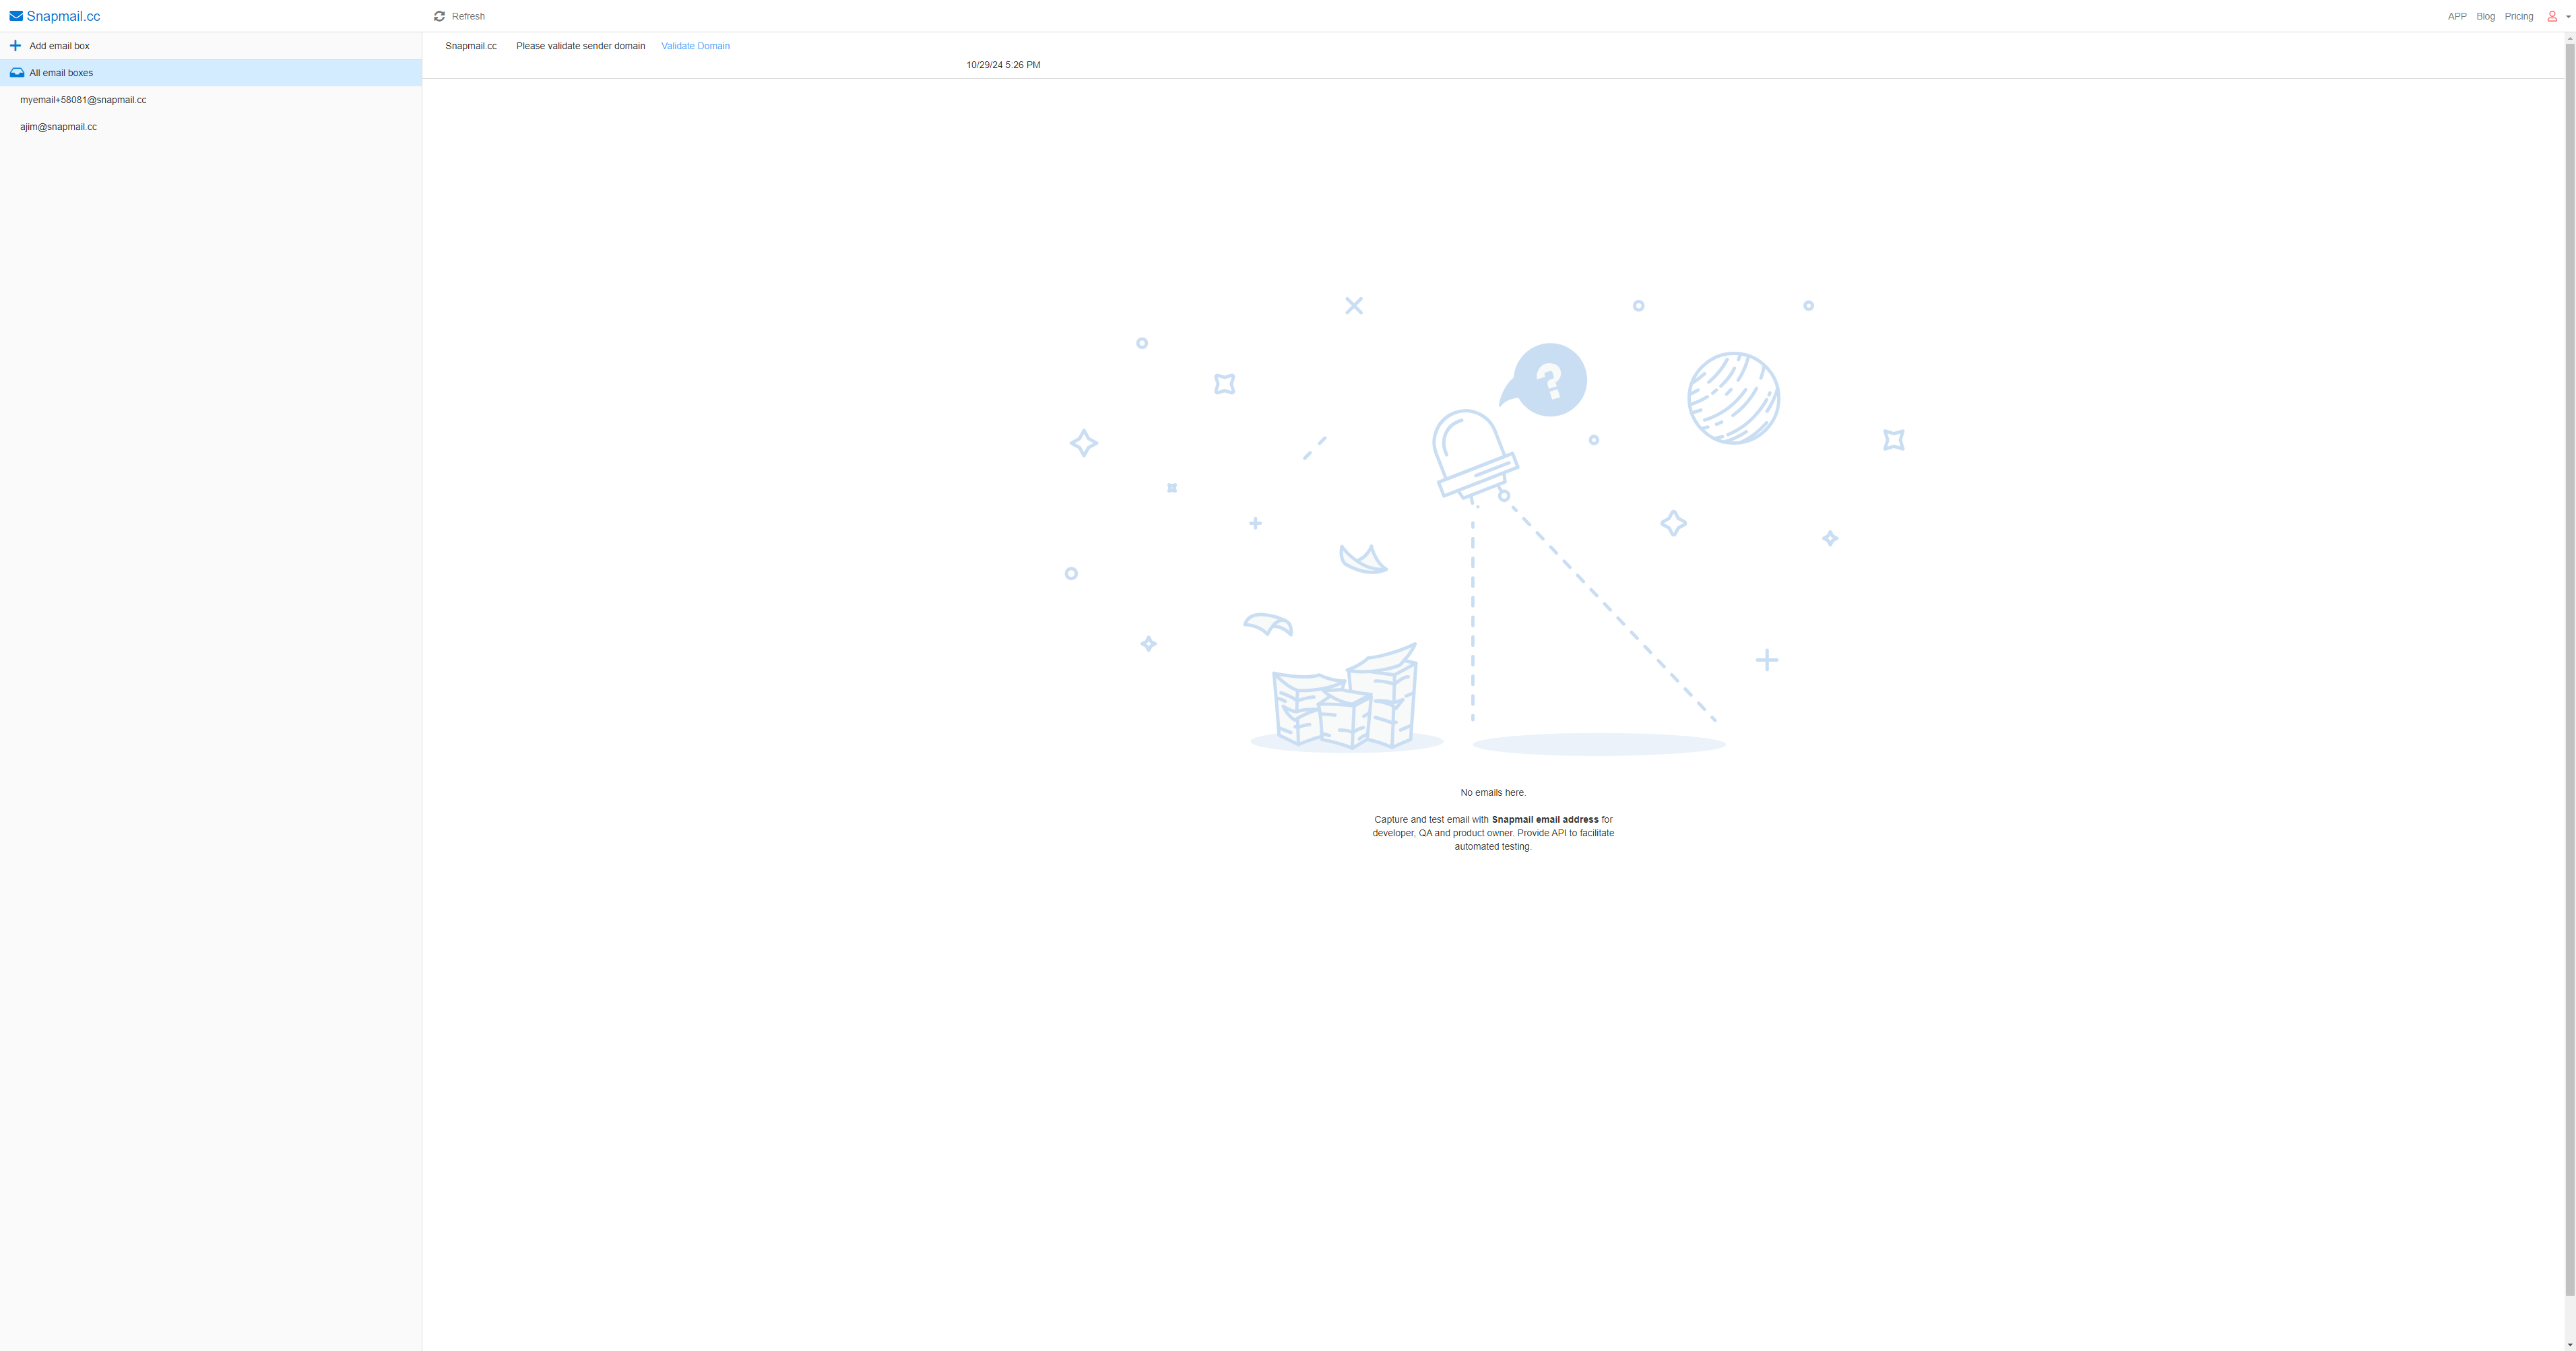 Snapmail.cc
Refresh
APP Blog Pricing
Add email box
All email boxes
myemail+58081@snapmail.cc
ajim@snapmail.cc
Snapmail.cc Please validate sender domain Validate Domain
10/29/24 5:26 PM
?
No emails here.
Capture and test email with Snapmail email address for
developer, QA and product owner. Provide API to facilitate
automated testing.